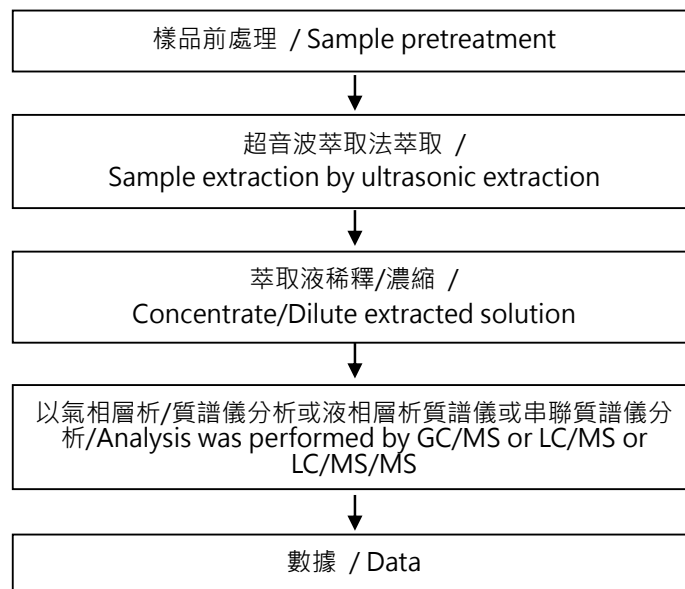 樣品前處理 / Sample pretreatment
超音波萃取法萃取 /
Sample extraction by ultrasonic extraction
萃取液稀釋/濃縮 /
Concentrate/Dilute extracted solution
以氣相層析/質譜儀分析或液相層析質譜儀或串聯質譜儀分
析/Analysis was performed by GC/MS or LC/MS or
LC/MS/MS
數據 / Data